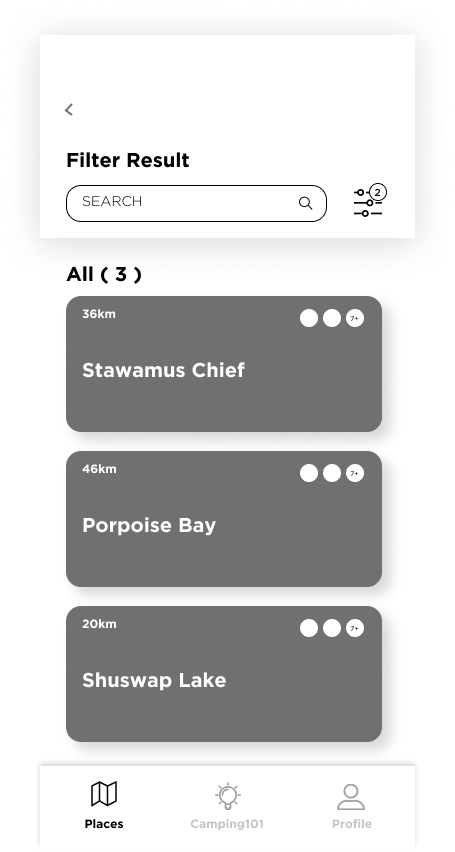 Filter Result
SEARCH
2
All ( 3 )
36km
7+
Stawamus Chief
46km
7+
Porpoise Bay
20km
7+
Shuswap Lake
Places
Camping101
Profile